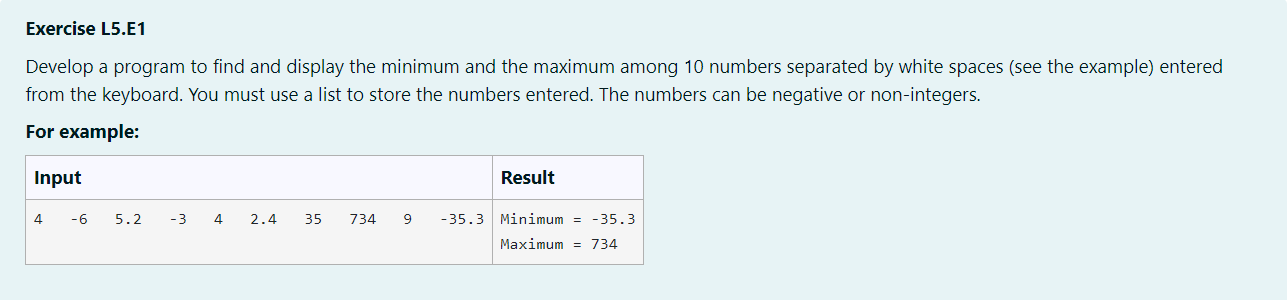 Exercise L5.E1
Develop a program to find and display the minimum and the maximum among 10 numbers separated by white spaces (see the example) entered
from the keyboard. You must use a list to store the numbers entered. The numbers can be negative or non-integers.
For example:
Input Result
4 -6 5.2 -3 4 2.4 35 734 9 -35.3 Minimum = -35.3
Maximum = 734